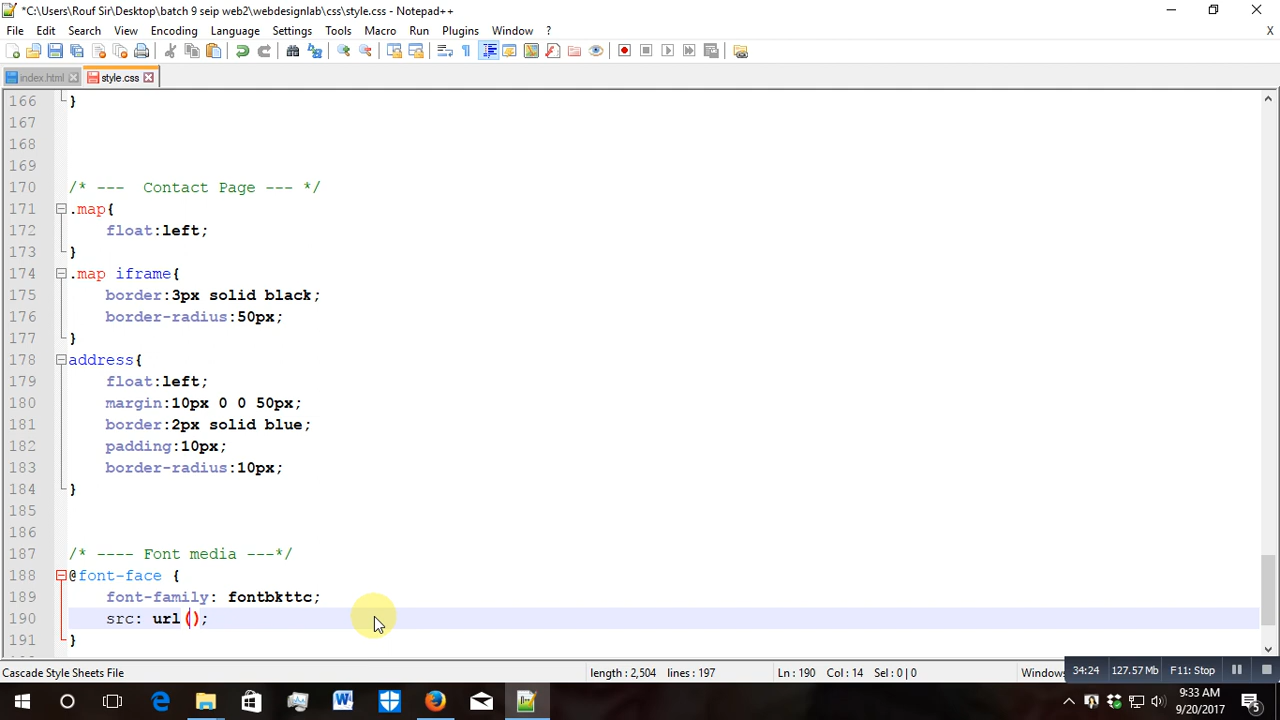 *C:\Users\Rouf Sir\Desktop\batch 9 seip web2\webdesignlab\css\style.css - Notepad++
File Edit Search View Encoding Language Settings Tools Macro Run Plugins Window ? X
index.html style.css
166 }
167
168
169
170 /* ---  Contact Page --- */
171 .map{
172 float:left;
173 }
174 .map iframe{
175 border:3px solid black;
176 border-radius:50px;
177 }
178 address{
179 float:left;
180 margin:10px 0 0 50px;
181 border:2px solid blue;
182 padding:10px;
183 border-radius:10px;
184 }
185
186
187 /* ---- Font media ---*/
188 @font-face {
189 font-family: fontbkttc;
190 src: url();
191 }
Cascade Style Sheets File length : 2,504 lines : 197 Ln : 190 Col : 14 Sel : 0 | 0 Windows
34:24 127.57 Mb F11: Stop
9:33 AM
9/20/2017 5